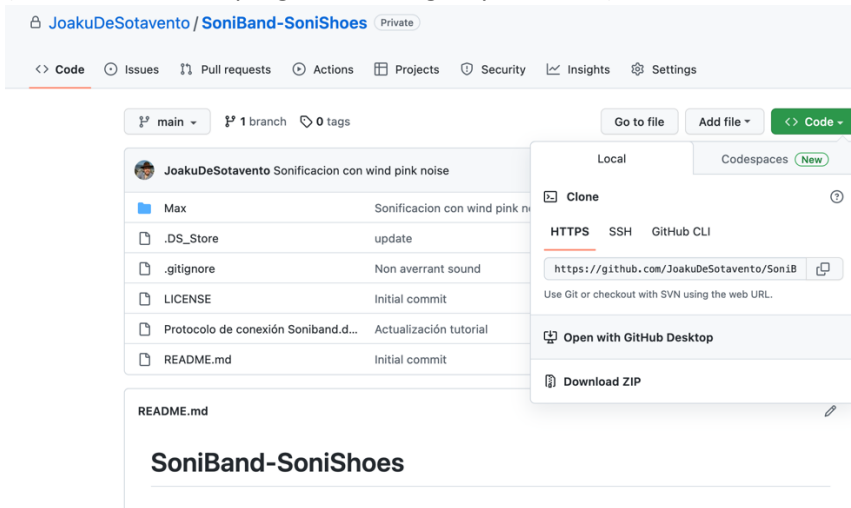 JoakuDeSotavento / SoniBand-SoniShoes Private
Code Issues Pull requests Actions Projects Security Insights Settings
main 1 branch 0 tags Go to file Add file Code
Local Codespaces New
JoakuDeSotavento Sonificacion con wind pink noise
Clone
Max Sonificacion con wind pink n
HTTPS SSH GitHub CLI
.DS_Store update
.gitignore Non averrant sound
https://github.com/JoakuDeSotavento/SoniB
LICENSE Initial commit
Use Git or checkout with SVN using the web URL.
Protocolo de conexión Soniband.d... Actualización tutorial
Open with GitHub Desktop
README.md Initial commit
Download ZIP
README.md
SoniBand-SoniShoes